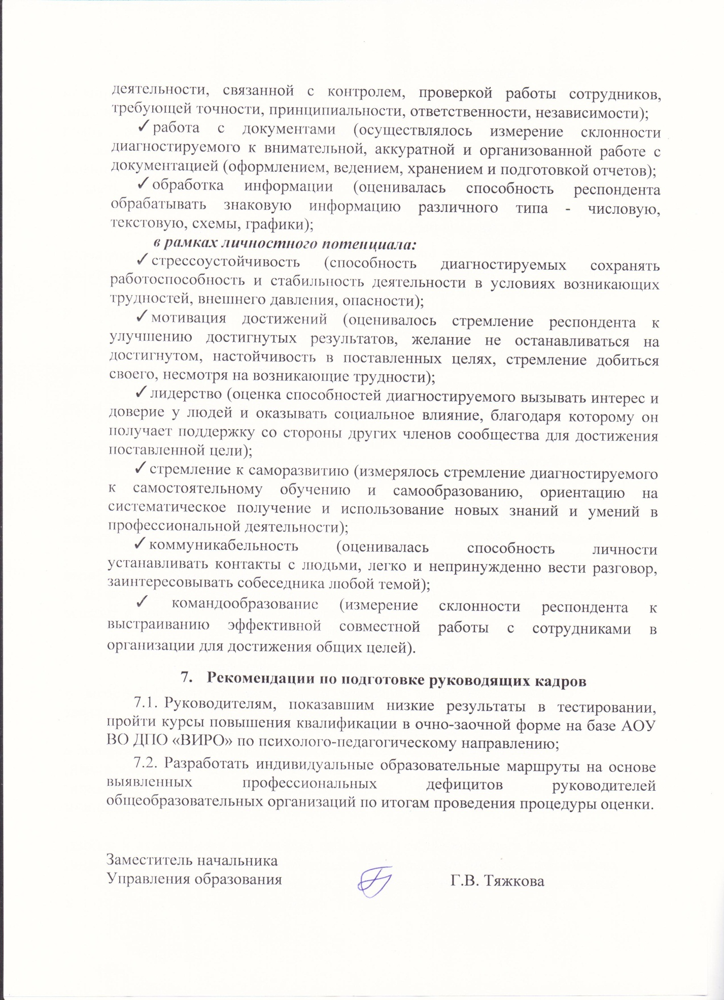 деятельности, связанной с контролем, проверкой работы сотрудников,
требующей точности, принципиальности, ответственности, независимости);
✓работа с документами (осуществлялось измерение склонности
диагностируемого к внимательной, аккуратной и организованной работе с
документацией (оформлением, ведением, хранением и подготовкой отчетов);
✓обработка информации (оценивалась способность респондента
обрабатывать знаковую информацию различного типа - числовую,
текстовую, схемы, графики);
в рамках личностного потенциала:
✓стрессоустойчивость (способность диагностируемых сохранять
работоспособность и стабильность деятельности в условиях возникающих
трудностей, внешнего давления, опасности);
✓мотивация достижений (оценивалось стремление респондента к
улучшению достигнутых результатов, желание не останавливаться на
достигнутом, настойчивость в поставленных целях, стремление добиться
своего, несмотря на возникающие трудности);
✓лидерство (оценка способностей диагностируемого вызывать интерес и
доверие у людей и оказывать социальное влияние, благодаря которому он
получает поддержку со стороны других членов сообщества для достижения
поставленной цели);
✓стремление к саморазвитию (измерялось стремление диагностируемого
к самостоятельному обучению и самообразованию, ориентацию на
систематическое получение и использование новых знаний и умений в
профессиональной деятельности);
✓коммуникабельность (оценивалась способность личности
устанавливать контакты с людьми, легко и непринужденно вести разговор,
заинтересовывать собеседника любой темой);
✓ командообразование (измерение склонности респондента к
выстраиванию эффективной совместной работы с сотрудниками в
организации для достижения общих целей).
7. Рекомендации по подготовке руководящих кадров
7.1. Руководителям, показавшим низкие результаты в тестировании,
пройти курсы повышения квалификации в очно-заочной форме на базе АОУ
ВО ДПО «ВИРО» по психолого-педагогическому направлению;
7.2. Разработать индивидуальные образовательные маршруты на основе
выявленных профессиональных дефицитов руководителей
общеобразовательных организаций по итогам проведения процедуры оценки.
Заместитель начальника
Управления образования Г.В. Тяжкова